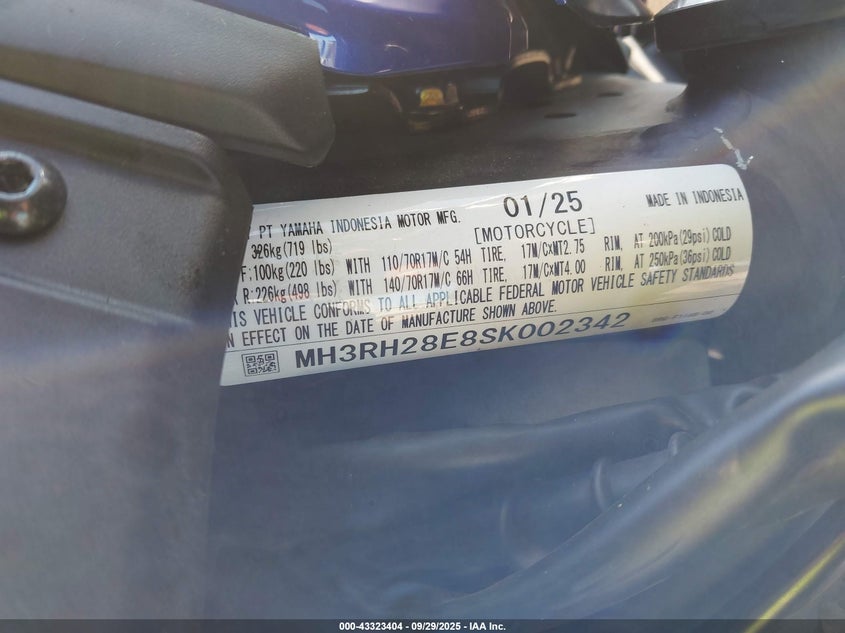 PT YAMAHA INDONESIA MOTOR MFG. 01/25 MADE IN INDONESIA
326kg(719 lbs) [MOTORCYCLE]
F:100kg(220 lbs) WITH 110/70R17M/C 54H TIRE, 17M/CxMT2.75 RIM, AT 200kPa(29psi)COLD
R R:226kg(498 lbs) WITH 140/70R17M/C 66H TIRE, 17M/CxMT4.00 RIM, AT 250kPa(36psi)COLD
IS VEHICLE CONFORMS TO ALL APPLICABLE FEDERAL MOTOR VEHICLE SAFETY STANDARDS
N EFFECT ON THE DATE OF MANUFACTURE SHOWN ABOVE.
MH3RH28E8SK002342
000-43323404 09/29/2025 - IAA Inc.